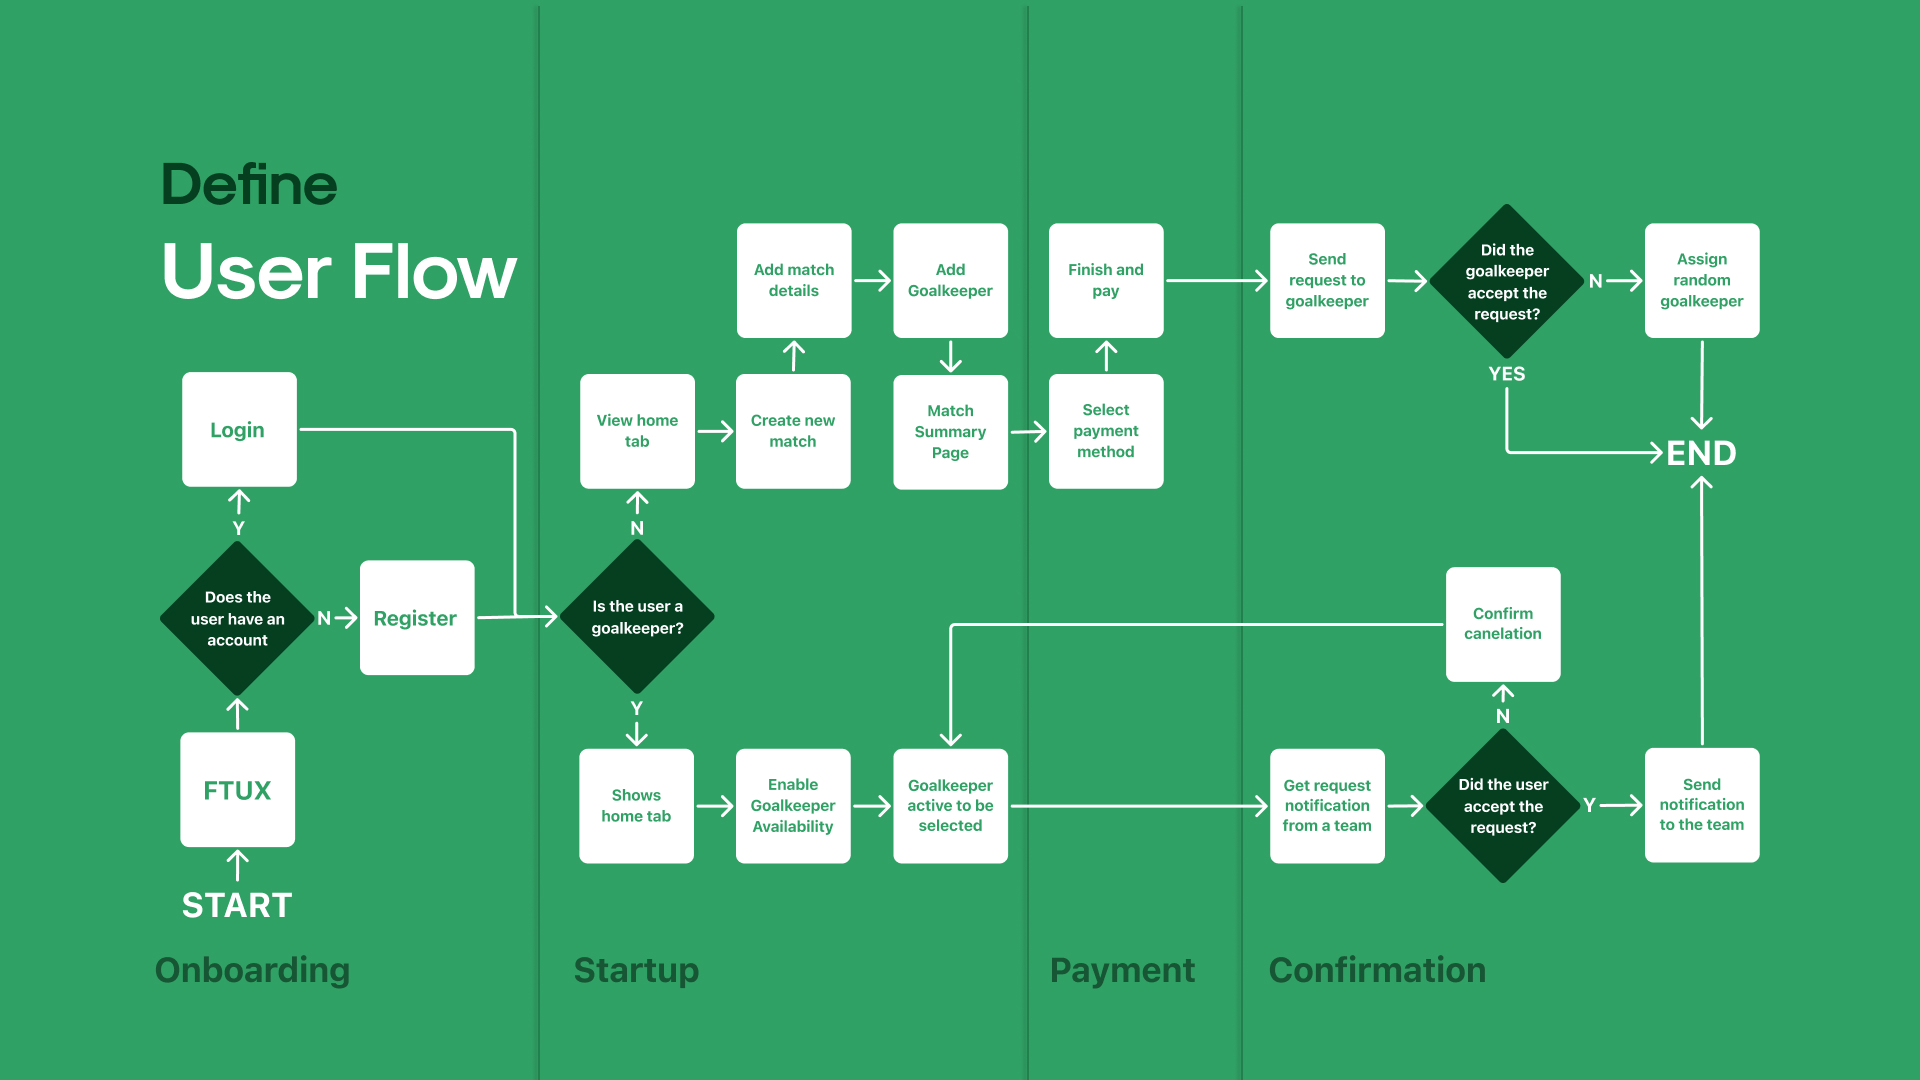 Define
User Flow
Login
Y
Does the
user have an
account
N
Register
FTUX
START
Onboarding
Add match
details
Add
Goalkeeper
View home
tab
Create new
match
Match
Summary
Page
N
Is the user a
goalkeeper?
Y
Shows
home tab
Enable
Goalkeeper
Availability
Goalkeeper
active to be
selected
Startup
Finish and
pay
Select
payment
method
Payment
Send
request to
goalkeeper
Did the
goalkeeper
accept the
request?
N
Assign
random
goalkeeper
YES
END
Confirm
canelation
N
Get request
notification
from a team
Did the user
accept the
request?
Y
Send
notification
to the team
Confirmation